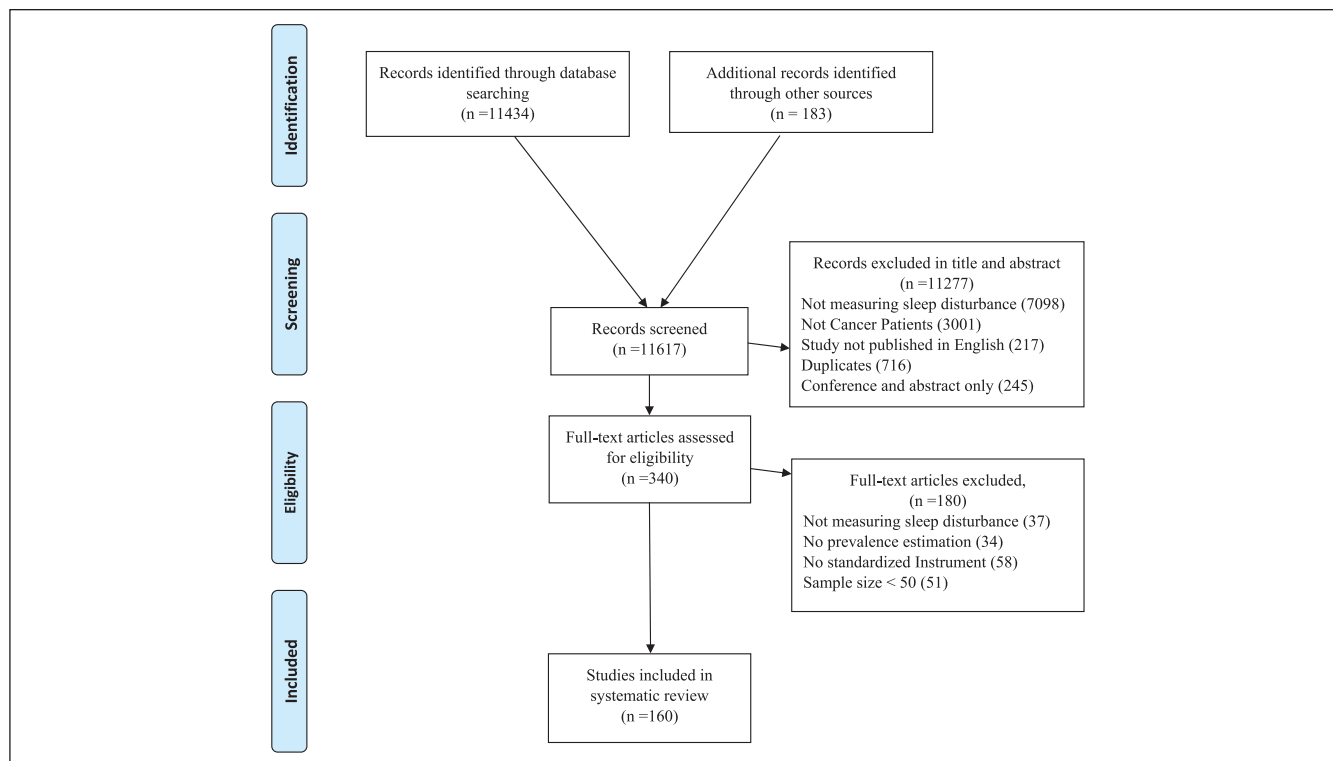 Identification
Records identified through database
searching
(n =11434)
Additional records identified
through other sources
(n = 183)
Screening
Records screened
(n =11617)
Records excluded in title and abstract
(n =11277)
Not measuring sleep disturbance (7098)
Not Cancer Patients (3001)
Study not published in English (217)
Duplicates (716)
Conference and abstract only (245)
Eligibility
Full-text articles assessed
for eligibility
(n =340)
Full-text articles excluded,
(n =180)
Not measuring sleep disturbance (37)
No prevalence estimation (34)
No standardized Instrument (58)
Sample size < 50 (51)
Included
Studies included in
systematic review
(n =160)